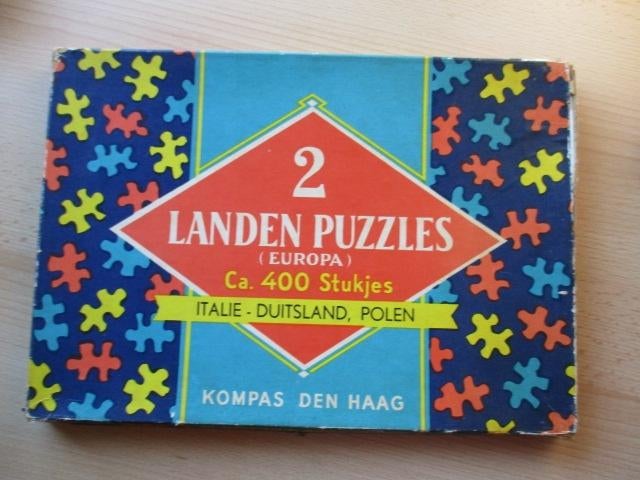 2
LANDEN PUZZLES
(EUROPA)
Ca. 400 Stukjes
ITALIE - DUITSLAND, POLEN
KOMPAS DEN HAAG